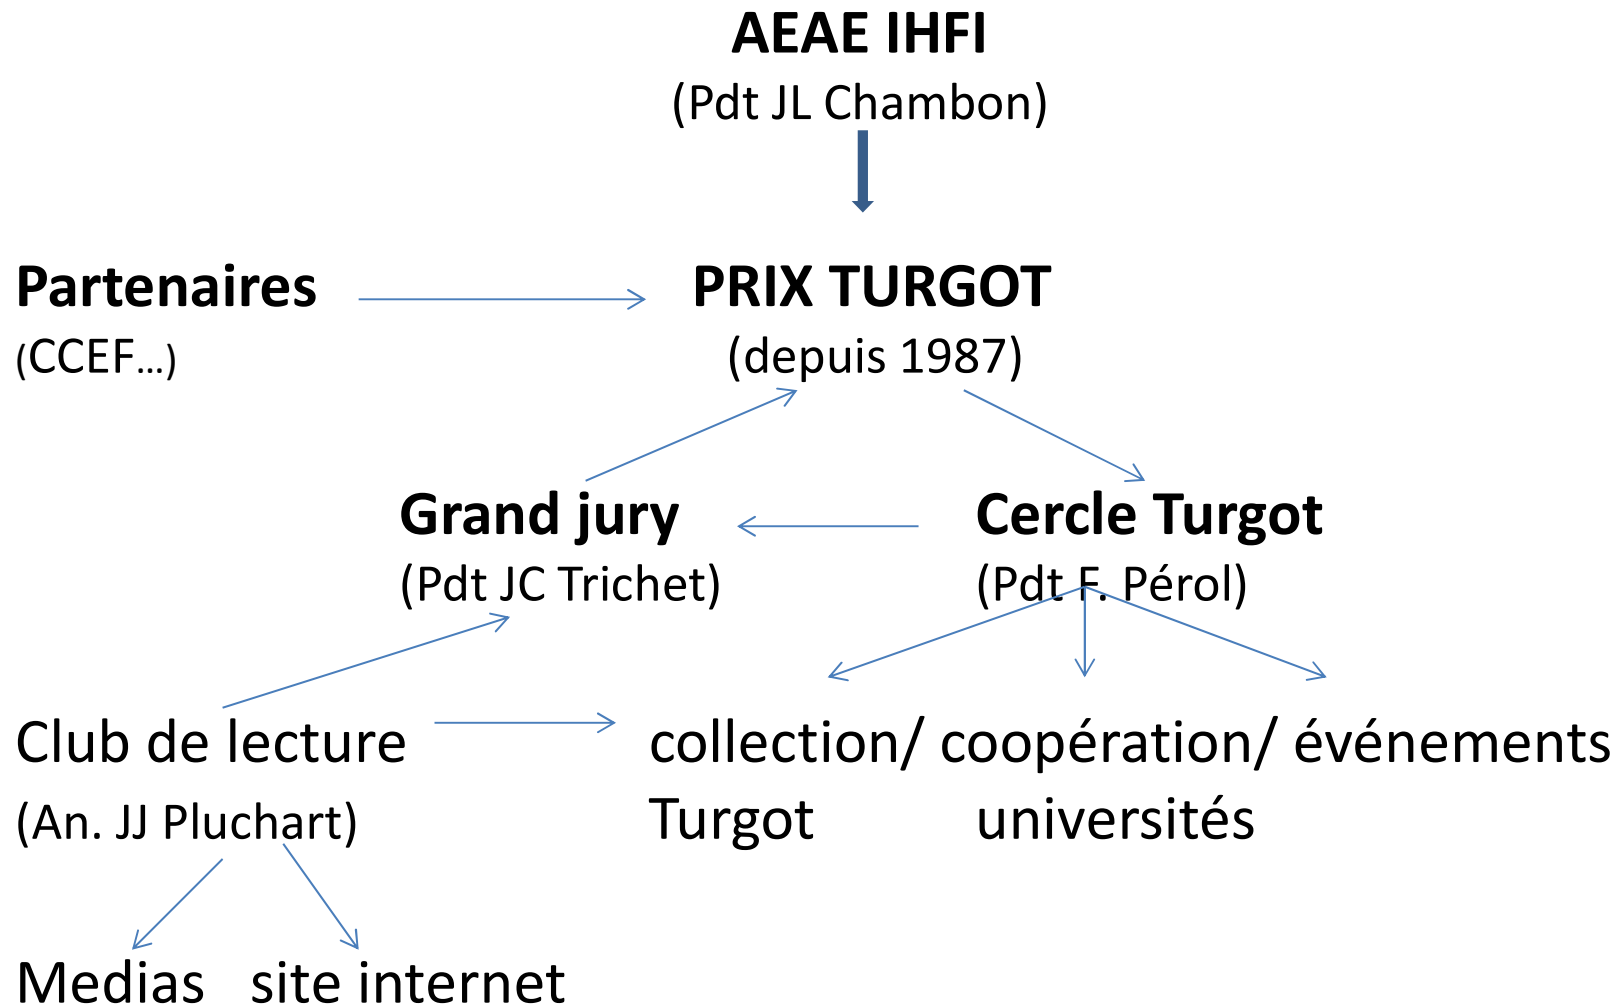 AEAE IHFI
(Pdt JL Chambon)
Partenaires
(CCEF...)
PRIX TURGOT
(depuis 1987)
Grand jury
(Pdt JC Trichet)
Cercle Turgot
(Pdt F. Pérol)
Club de lecture
(An. JJ Pluchart)
collection/ coopération/ événements
Turgot universités
Medias site internet